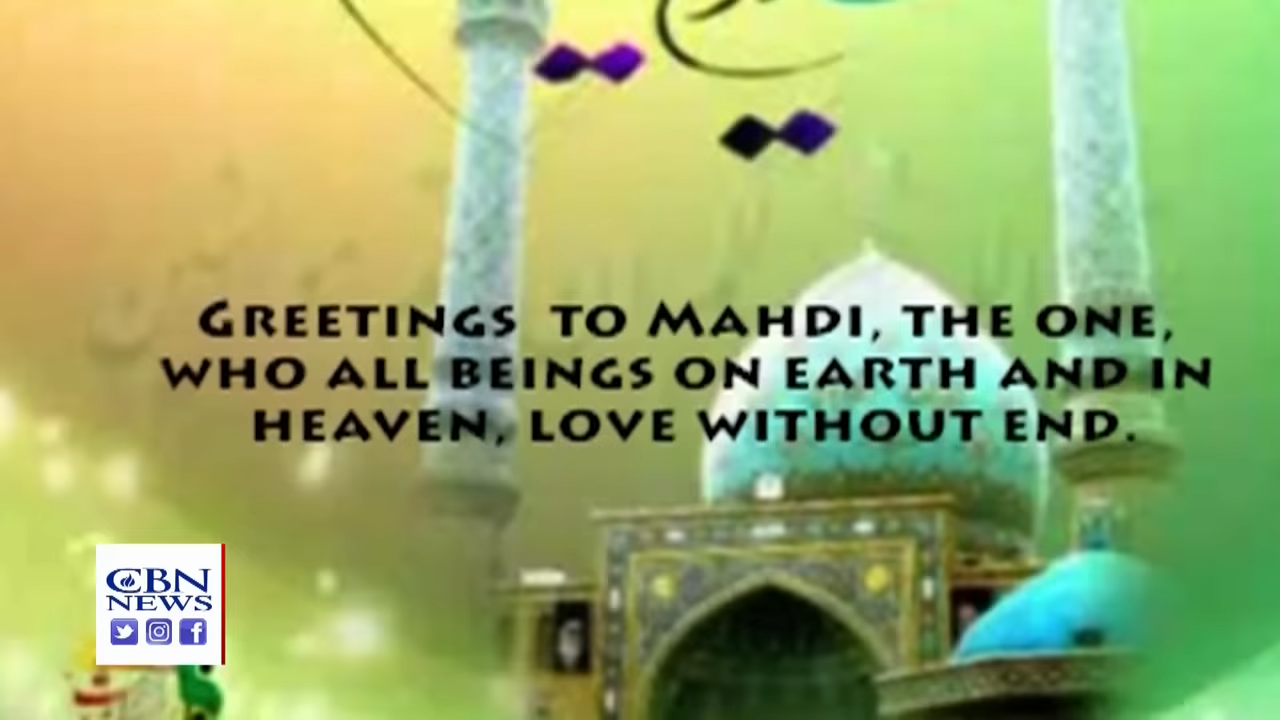 GREETINGS TO MAHDI, THE ONE,
WHO ALL BEINGS ON EARTH AND IN
HEAVEN, LOVE WITHOUT END.
CBN
NEWS